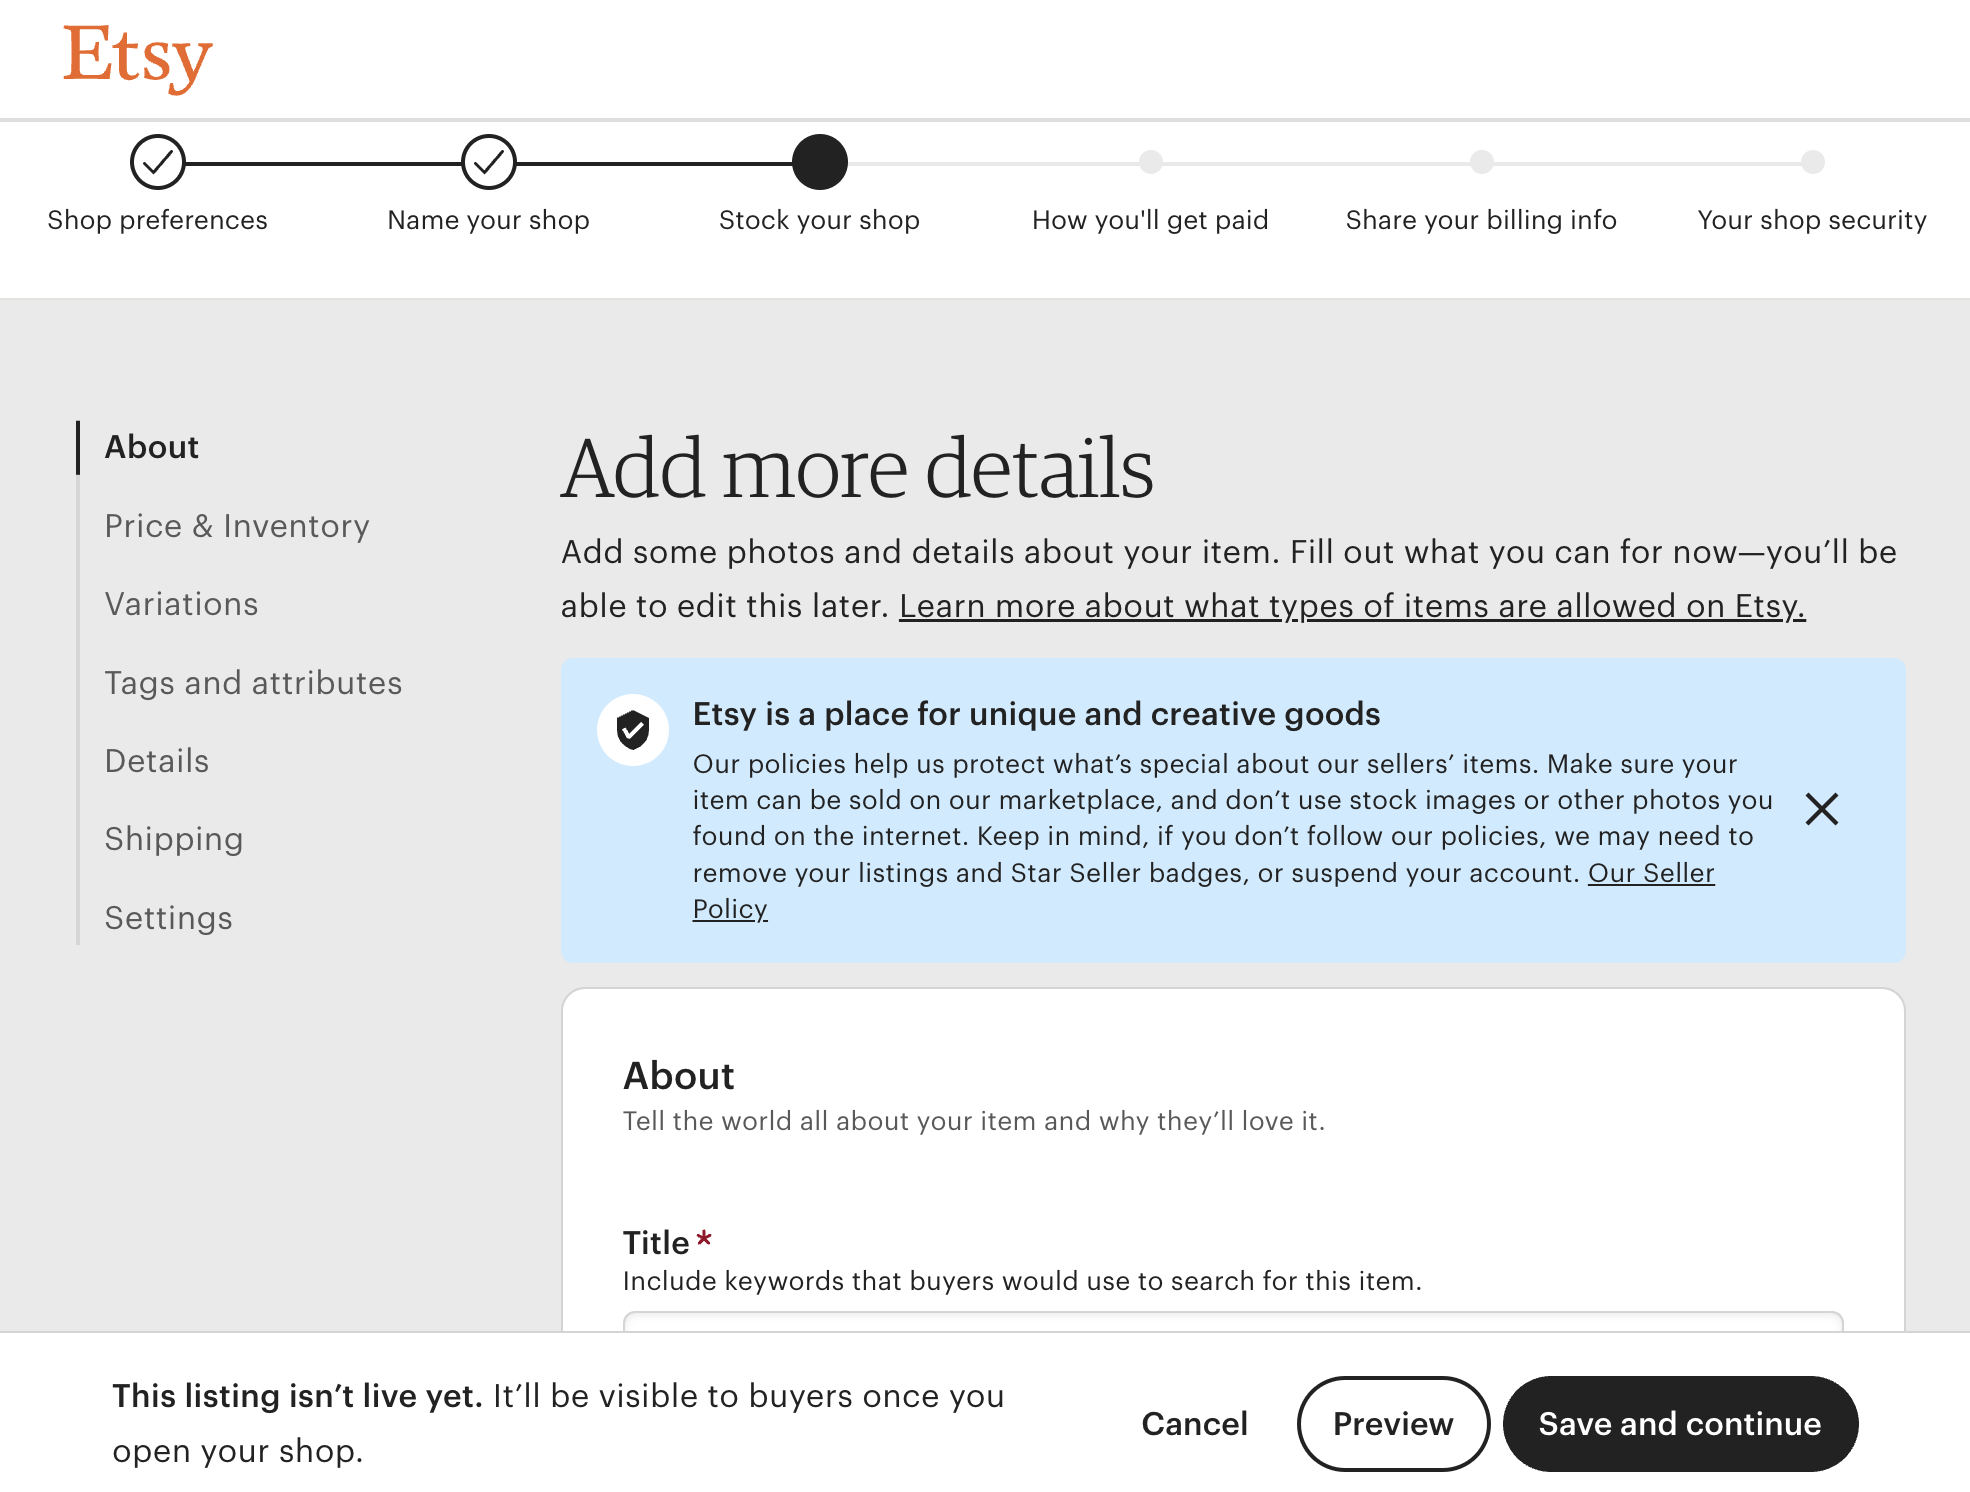 Etsy
Shop preferences
Name your shop
Stock your shop
How you'll get paid
Share your billing info
Your shop security
About
Price & Inventory
Variations
Tags and attributes
Details
Shipping
Settings
Add more details
Add some photos and details about your item. Fill out what you can for now—you’ll be
able to edit this later. Learn more about what types of items are allowed on Etsy.
Etsy is a place for unique and creative goods
Our policies help us protect what’s special about our sellers’ items. Make sure your
item can be sold on our marketplace, and don’t use stock images or other photos you
found on the internet. Keep in mind, if you don’t follow our policies, we may need to
remove your listings and Star Seller badges, or suspend your account. Our Seller
Policy
About
Tell the world all about your item and why they’ll love it.
Title *
Include keywords that buyers would use to search for this item.
This listing isn’t live yet. It’ll be visible to buyers once you
open your shop.
Cancel
Preview
Save and continue